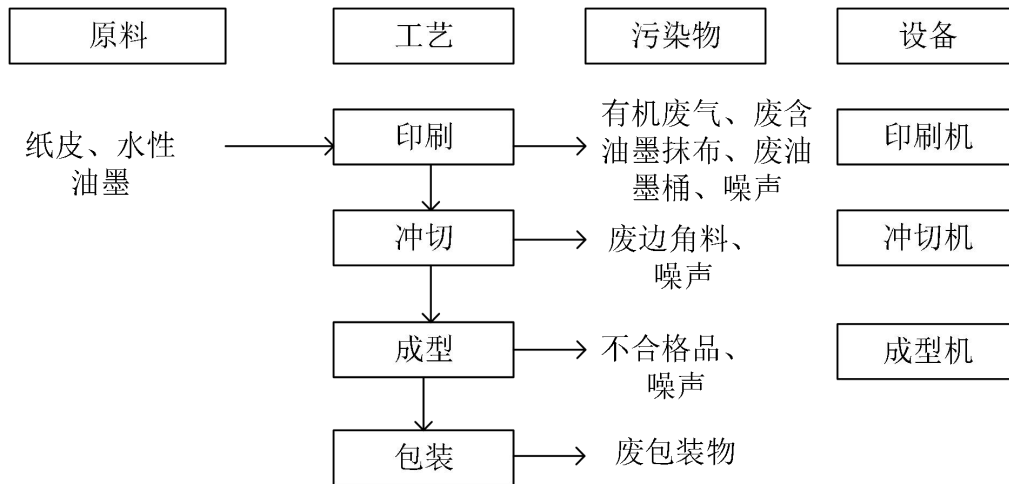 原料
工艺
污染物
设备
纸皮、水性
油墨
印刷
有机废气、废含
油墨抹布、废油
墨桶、噪声
印刷机
冲切
废边角料、
噪声
冲切机
成型
不合格品、
噪声
成型机
包装
废包装物